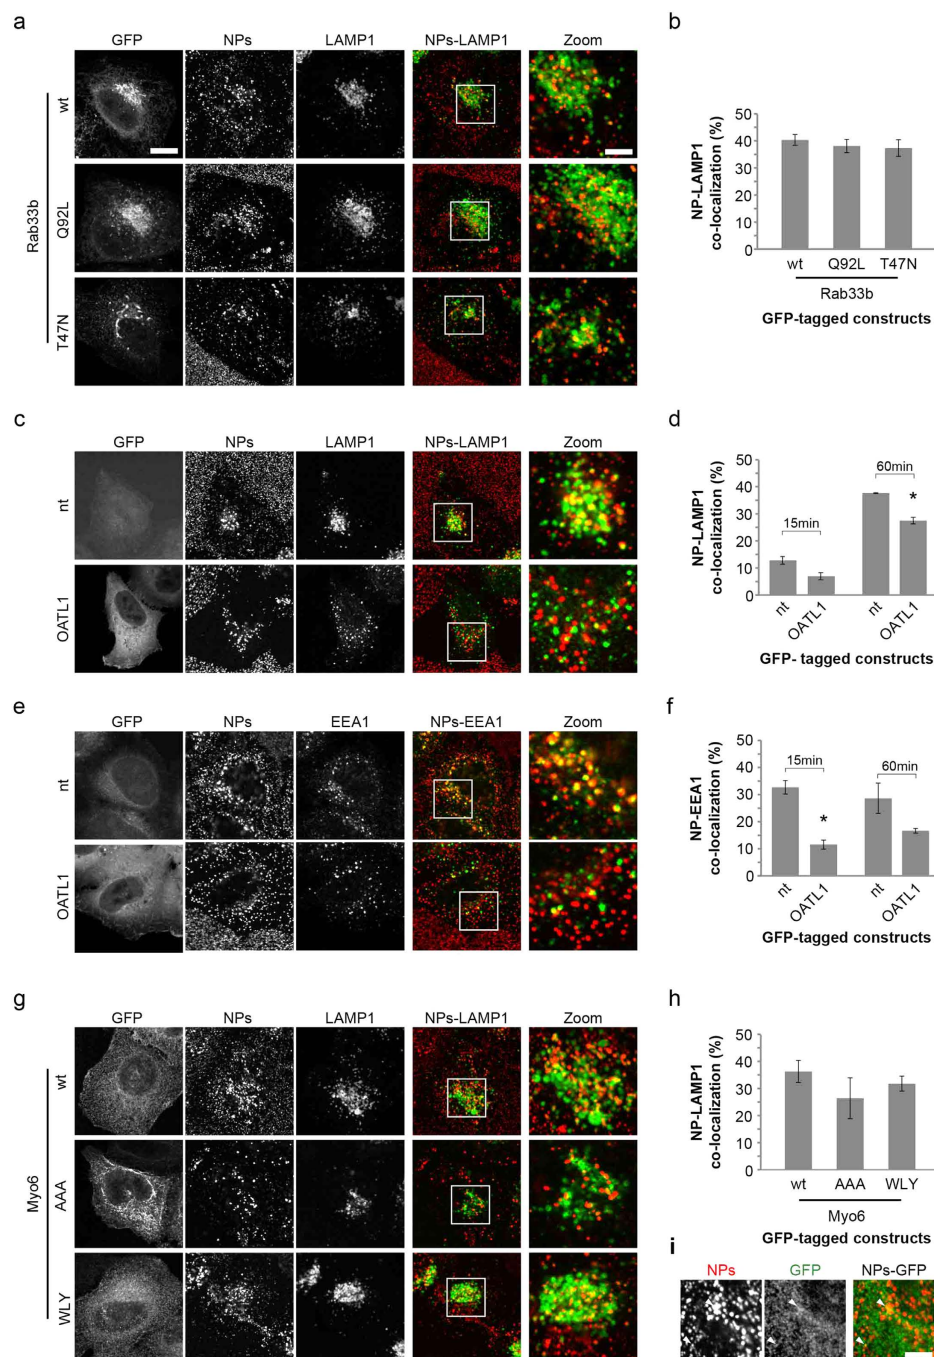 a
GFP NPs LAMP1 NPs-LAMP1 Zoom
Rab33b
wt
Q92L
T47N
b
NP-LAMP1
co-localization (%)
50
40
30
20
10
0
wt Q92L T47N
Rab33b
GFP-tagged constructs
c
GFP NPs LAMP1 NPs-LAMP1 Zoom
nt
OATL1
d
NP-LAMP1
co-localization (%)
50
40
30
20
10
0
15min
60min
*
nt OATL1 nt OATL1
GFP- tagged constructs
e
GFP NPs EEA1 NPs-EEA1 Zoom
nt
OATL1
f
NP-EEA1
co-localization (%)
50
40
30
20
10
0
15min
60min
*
nt OATL1 nt OATL1
GFP-tagged constructs
g
GFP NPs LAMP1 NPs-LAMP1 Zoom
Myo6
wt
AAA
WLY
h
NP-LAMP1
co-localization (%)
50
40
30
20
10
0
wt AAA WLY
Myo6
GFP-tagged constructs
i
NPs GFP NPs-GFP